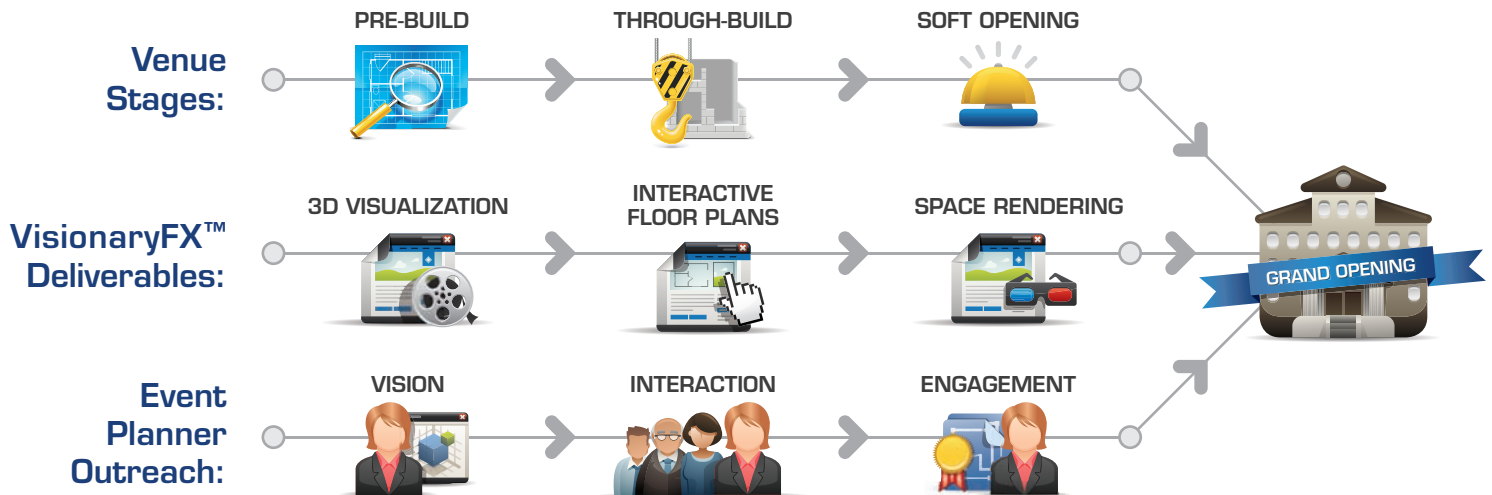 Venue
Stages:
PRE-BUILD
THROUGH-BUILD
SOFT OPENING
VisionaryFX™
Deliverables:
3D VISUALIZATION
INTERACTIVE
FLOOR PLANS
SPACE RENDERING
GRAND OPENING
Event
Planner
Outreach:
VISION
INTERACTION
ENGAGEMENT